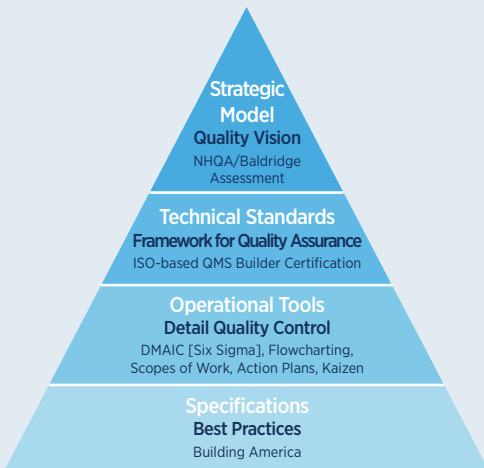 Strategic
Model
Quality Vision
NHQA/Baldridge
Assessment
Technical Standards
Framework for Quality Assurance
ISO-based QMS Builder Certification
Operational Tools
Detail Quality Control
DMAIC [Six Sigma], Flowcharting,
Scopes of Work, Action Plans, Kaizen
Specifications
Best Practices
Building America